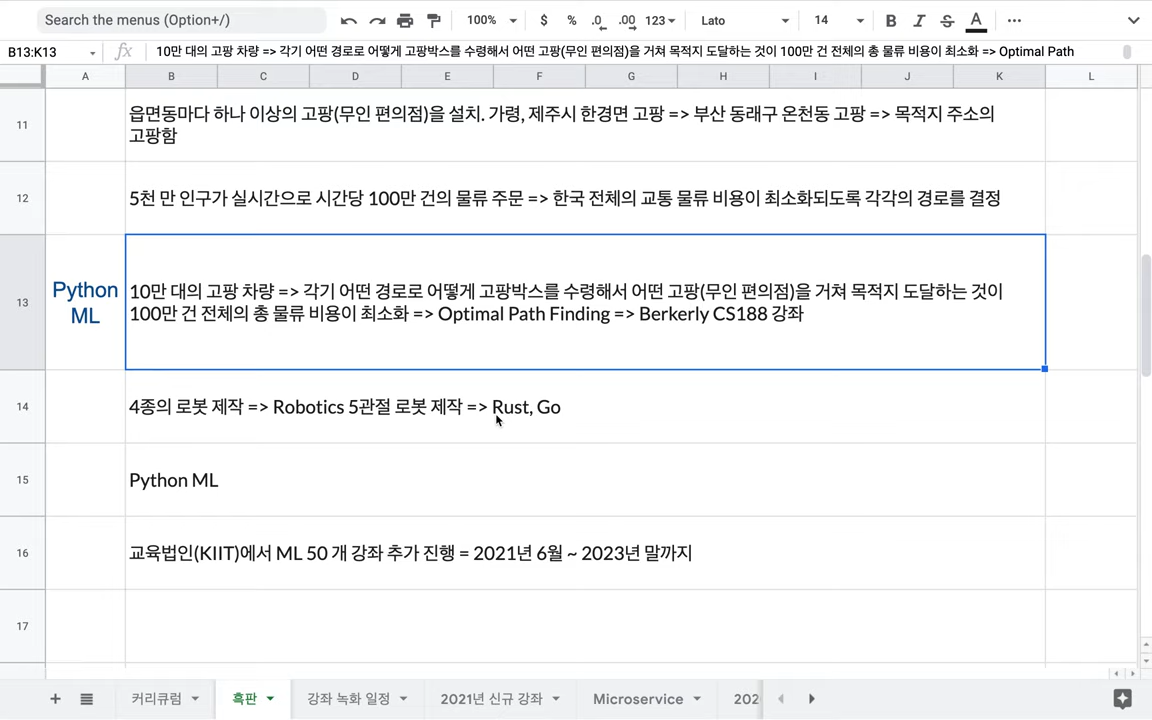 Search the menus (Option+/)
100%
$ % .0 .00 123
Lato
14
B I S A
B13:K13
fx
10만 대의 고팡 차량 => 각기 어떤 경로로 어떻게 고팡박스를 수령해서 어떤 고팡(무인 편의점)을 거쳐 목적지 도달하는 것이 100만 건 전체의 총 물류 비용이 최소화 => Optimal Path
A B C D E F G H I J K L
11
읍면동마다 하나 이상의 고팡(무인 편의점)을 설치. 가령, 제주시 한경면 고팡 => 부산 동래구 온천동 고팡 => 목적지 주소의
고팡함
12
5천 만 인구가 실시간으로 시간당 100만 건의 물류 주문 => 한국 전체의 교통 물류 비용이 최소화되도록 각각의 경로를 결정
13
Python
ML
10만 대의 고팡 차량 => 각기 어떤 경로로 어떻게 고팡박스를 수령해서 어떤 고팡(무인 편의점)을 거쳐 목적지 도달하는 것이
100만 건 전체의 총 물류 비용이 최소화 => Optimal Path Finding => Berkerly CS188 강좌
14
4종의 로봇 제작 => Robotics 5관절 로봇 제작 => Rust, Go
15
Python ML
16
교육법인(KIIT)에서 ML 50 개 강좌 추가 진행 = 2021년 6월 ~ 2023년 말까지
17
커리큐럼
흑판
강좌 녹화 일정
2021년 신규 강좌
Microservice
202